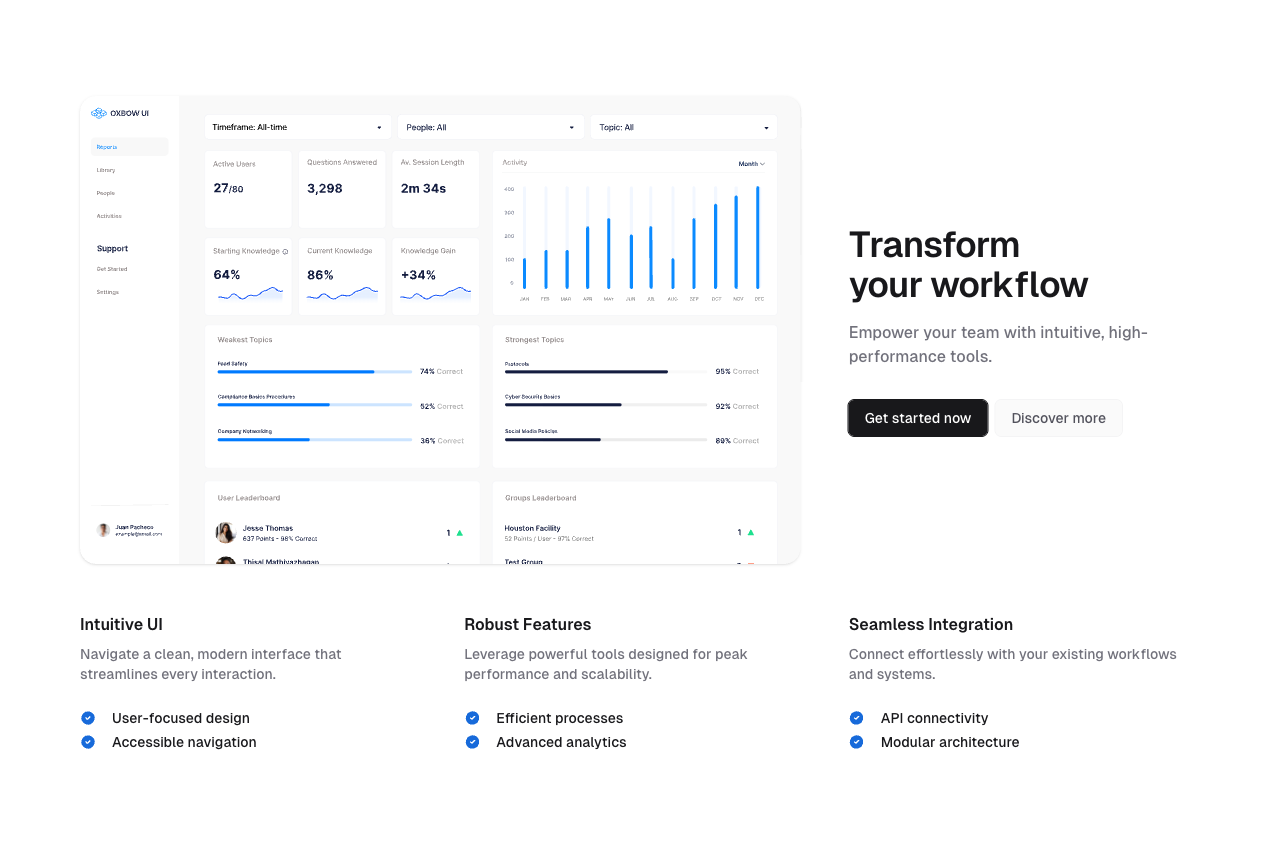 OXBOW UI
Reports
Library
People
Activities
Support
Get Started
Settings
Juan Pacheco
example@gmail.com
Timeframe: All-time
People: All
Topic: All
Active Users
27/80
Questions Answered
3,298
Av. Session Length
2m 34s
Starting Knowledge
64%
Current Knowledge
86%
Knowledge Gain
+34%
Activity
Month
400
300
200
100
0
JAN FEB MAR APR MAY JUN JUL AUG SEP OCT NOV DEC
Weakest Topics
Food Safety
74% Correct
Compliance Basics Procedures
52% Correct
Company Networking
36% Correct
Strongest Topics
Protocols
95% Correct
Cyber Security Basics
92% Correct
Social Media Policies
89% Correct
User Leaderboard
Jesse Thomas
637 Points - 98% Correct
1
Thisal Mathiyazhagan
Groups Leaderboard
Houston Facility
52 Points / User - 97% Correct
1
Test Group
Transform
your workflow
Empower your team with intuitive, high-
performance tools.
Get started now
Discover more
Intuitive UI
Navigate a clean, modern interface that
streamlines every interaction.
User-focused design
Accessible navigation
Robust Features
Leverage powerful tools designed for peak
performance and scalability.
Efficient processes
Advanced analytics
Seamless Integration
Connect effortlessly with your existing workflows
and systems.
API connectivity
Modular architecture